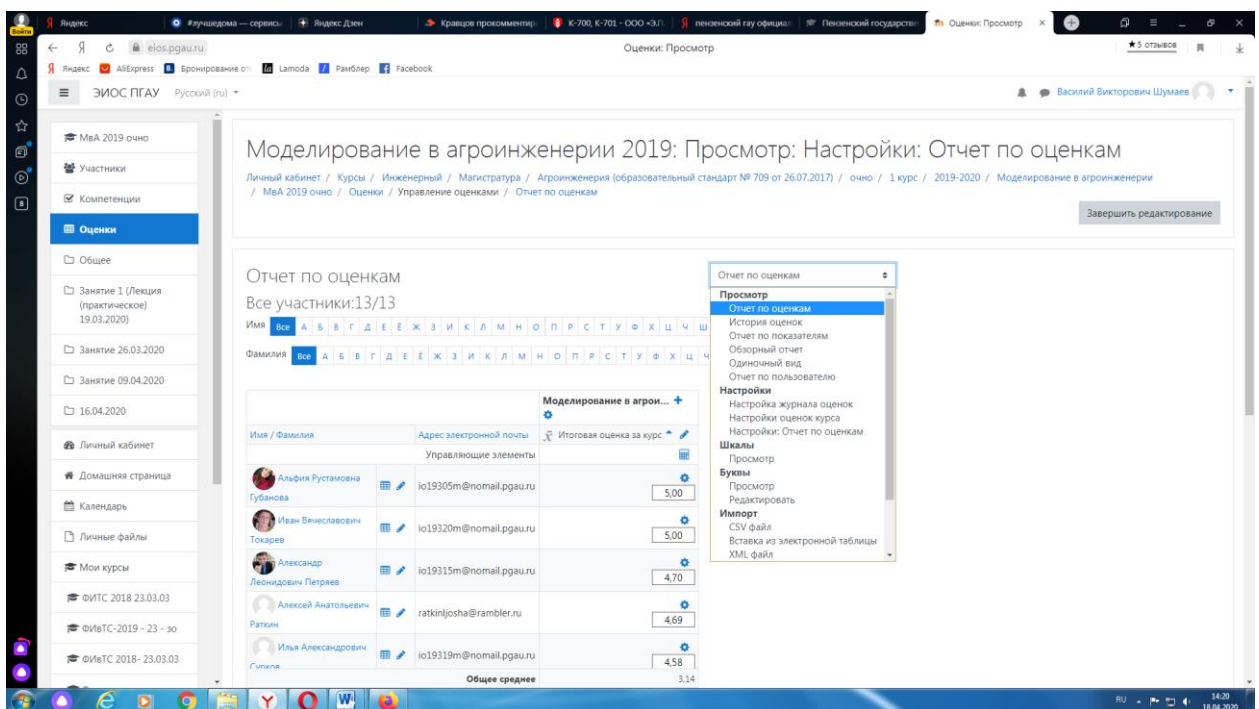 Войти
Яндекс
#лучшедома — сервисы
Яндекс Дзен
Кравцов прокомментир
К-700, К-701 - ООО «Э.П.
пензенский гау официал
Пензенский государстве
Оценки: Просмотр
eios.pgau.ru
Оценки: Просмотр
★5 отзывов
Яндекс
AliExpress
Бронирование от
Lamoda
Рамблер
Facebook
ЭИОС ПГАУ
Русский (ru)
Василий Викторович Шумаев
МвА 2019 очно
Участники
Компетенции
Оценки
Общее
Занятие 1 (Лекция
(практическое)
19.03.2020)
Занятие 26.03.2020
Занятие 09.04.2020
16.04.2020
Личный кабинет
Домашняя страница
Календарь
Личные файлы
Мои курсы
ФИТС 2018 23.03.03
ФИвТС-2019 - 23 - зо
ФИвТС 2018- 23.03.03
Моделирование в агроинженерии 2019: Просмотр: Настройки: Отчет по оценкам
Личный кабинет / Курсы / Инженерный / Магистратура / Агроинженерия (образовательный стандарт № 709 от 26.07.2017) / очно / 1 курс / 2019-2020 / Моделирование в агроинженерии
/ МвА 2019 очно / Оценки / Управление оценками / Отчет по оценкам
Завершить редактирование
Отчет по оценкам
Все участники:13/13
Имя Все А Б В Г Д Е Ё Ж З И К Л М Н О П Р С Т У Ф Х Ц Ч Ш
Фамилия Все А Б В Г Д Е Ё Ж З И К Л М Н О П Р С Т У Ф Х Ц Ч
Моделирование в агрои...
Имя / Фамилия Адрес электронной почты Итоговая оценка за курс
Управляющие элементы
Альфия Рустамовна
Губанова
io19305m@nomail.pgau.ru
5,00
Иван Вячеславович
Токарев
io19320m@nomail.pgau.ru
5,00
Александр
Леонидович Петряев
io19315m@nomail.pgau.ru
4,70
Алексей Анатольевич
Раткин
ratkinljosha@rambler.ru
4,69
Илья Александрович
Сурков
io19319m@nomail.pgau.ru
4,58
Общее среднее 3,14
Отчет по оценкам
Просмотр
Отчет по оценкам
История оценок
Отчет по показателям
Обзорный отчет
Одиночный вид
Отчет по пользователю
Настройки
Настройка журнала оценок
Настройки оценок курса
Настройки: Отчет по оценкам
Шкалы
Просмотр
Буквы
Просмотр
Редактировать
Импорт
CSV файл
Вставка из электронной таблицы
XML файл
RU
14:20
18.04.2020